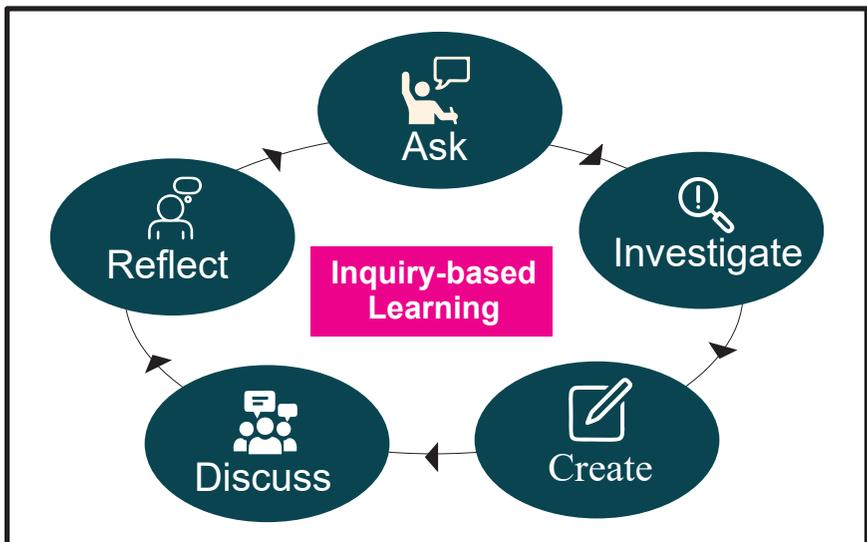 Ask
Investigate
Create
Discuss
Reflect
Inquiry-based
Learning